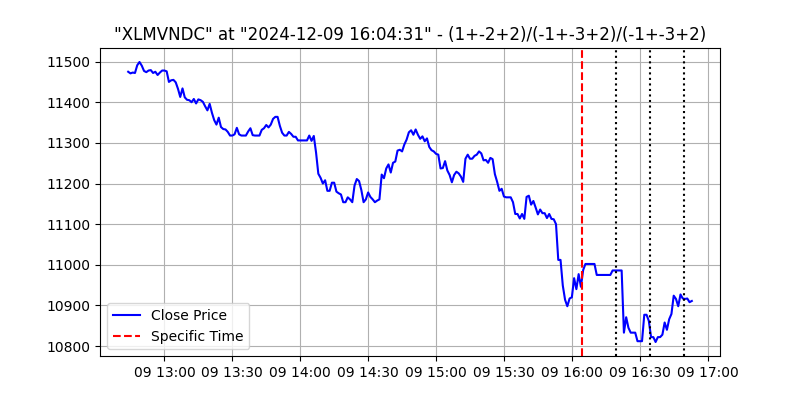 "XLMVNDC" at "2024-12-09 16:04:31" - (1+-2+2)/(-1+-3+2)/(-1+-3+2)
11500
11400
11300
11200
11100
11000
10900
10800
Close Price
Specific Time
09 13:00 09 13:30 09 14:00 09 14:30 09 15:00 09 15:30 09 16:00 09 16:30 09 17:00